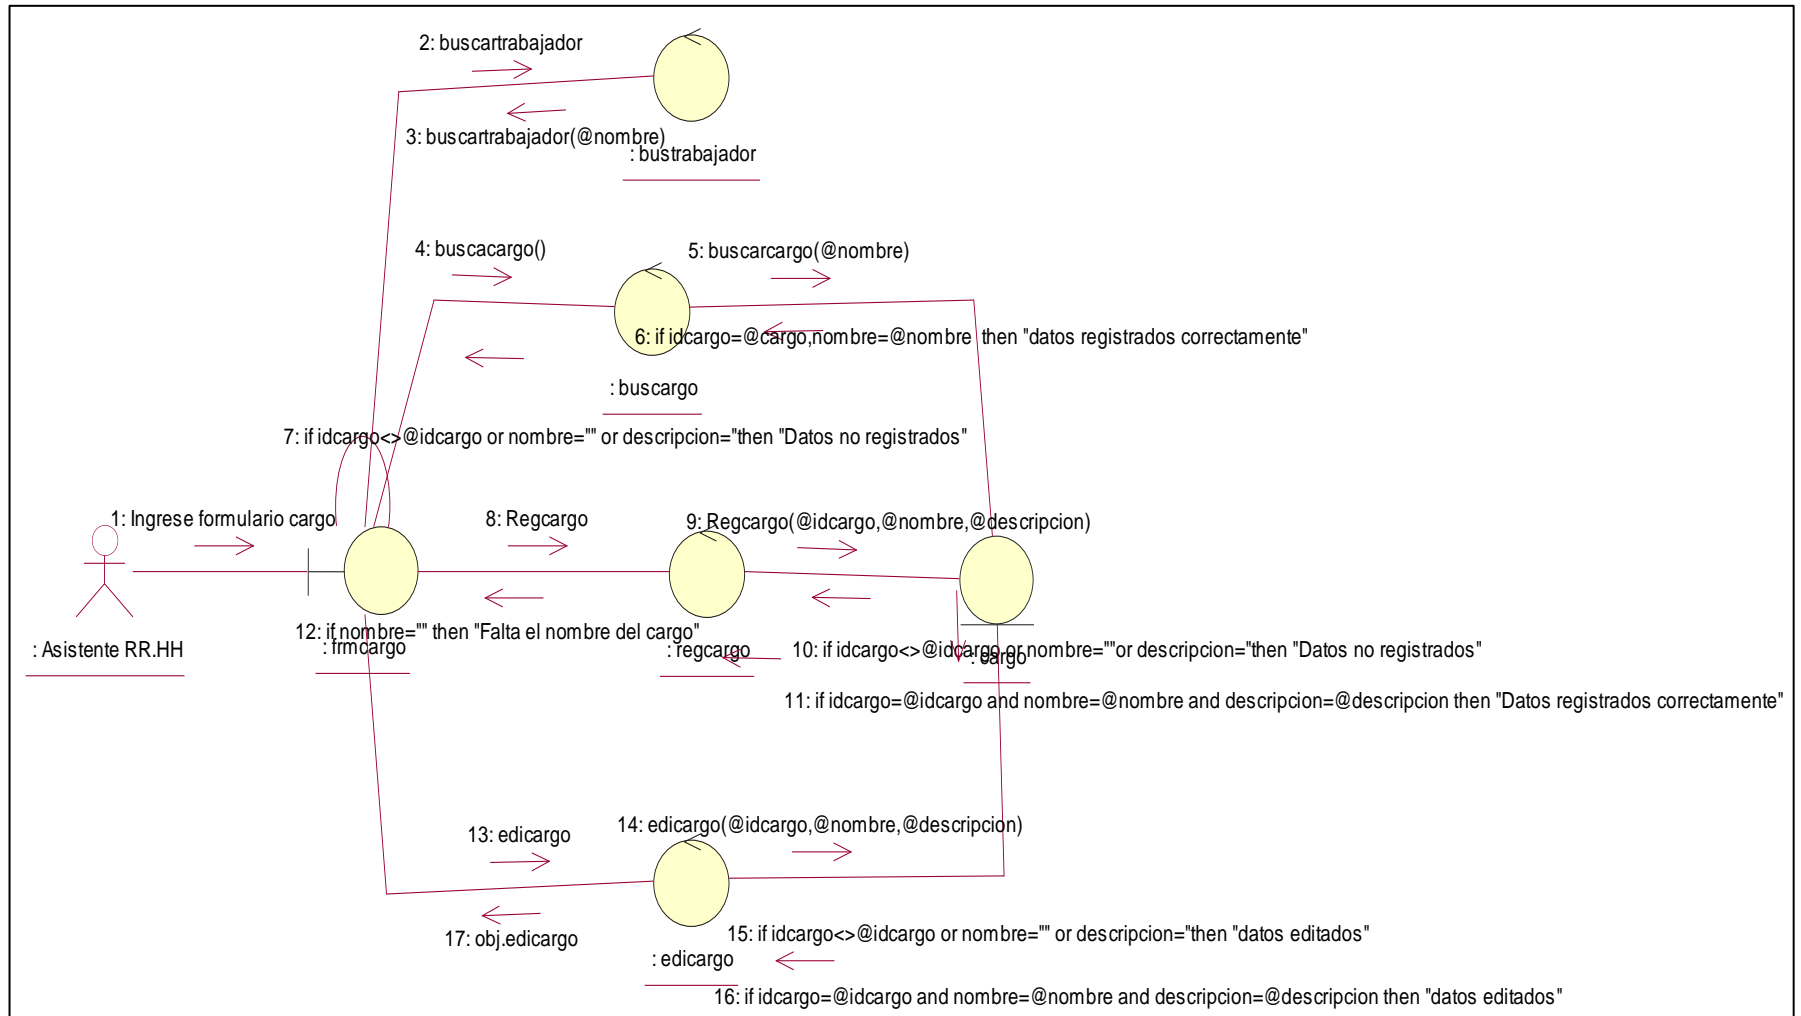 2: buscartrabajador
3: buscartrabajador(@nombre)
: bustrabajador
4: buscacargo()
5: buscarcargo(@nombre)
6: if idcargo=@cargo,nombre=@nombre then "datos registrados correctamente"
: buscargo
7: if idcargo<>@idcargo or nombre="" or descripcion="then "Datos no registrados"
1: Ingrese formulario cargo
8: Regcargo
9: Regcargo(@idcargo,@nombre,@descripcion)
12: if nombre="" then "Falta el nombre del cargo"
: Asistente RR.HH
: frmcargo
: regcargo
10: if idcargo<>@idcargo or nombre=""or descripcion="then "Datos no registrados"
: cargo
11: if idcargo=@idcargo and nombre=@nombre and descripcion=@descripcion then "Datos registrados correctamente"
13: edicargo
14: edicargo(@idcargo,@nombre,@descripcion)
17: obj.edicargo
15: if idcargo<>@idcargo or nombre="" or descripcion="then "datos editados"
: edicargo
16: if idcargo=@idcargo and nombre=@nombre and descripcion=@descripcion then "datos editados"